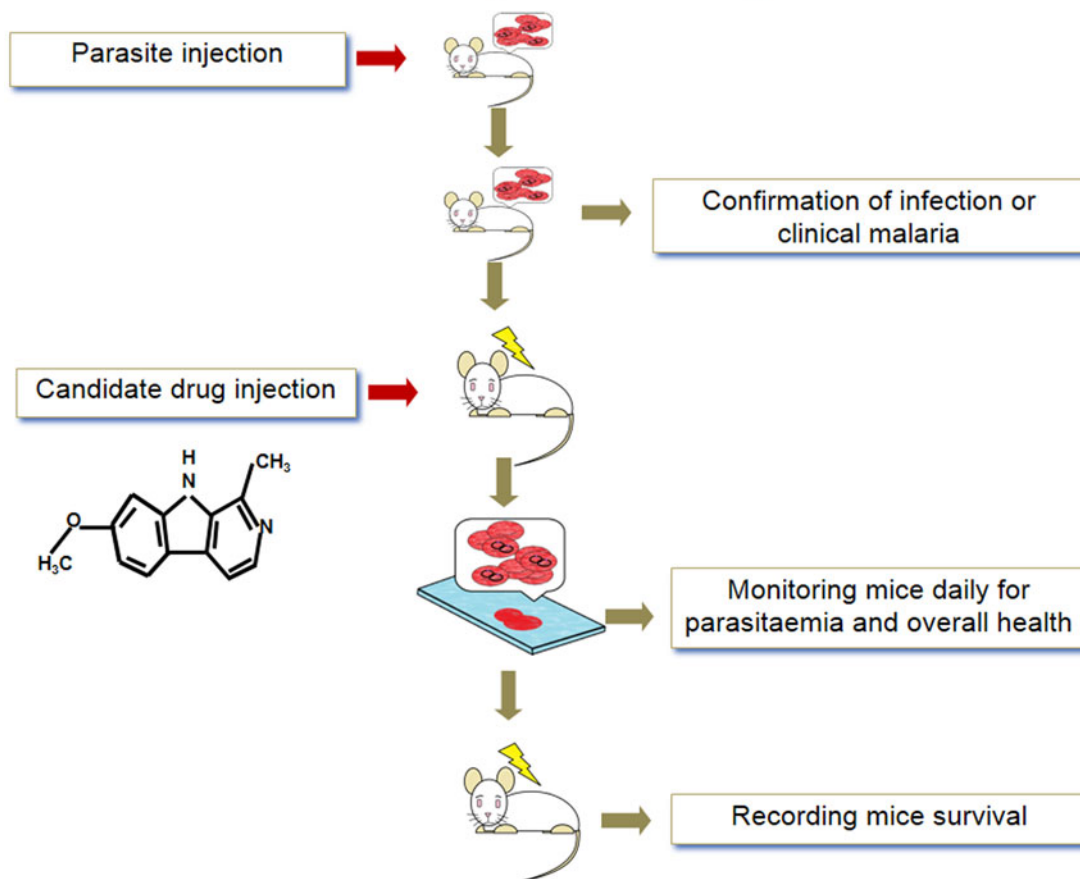 Parasite injection
Confirmation of infection or
clinical malaria
Candidate drug injection
H
N
CH3
O
N
H3C
Monitoring mice daily for
parasitaemia and overall health
Recording mice survival